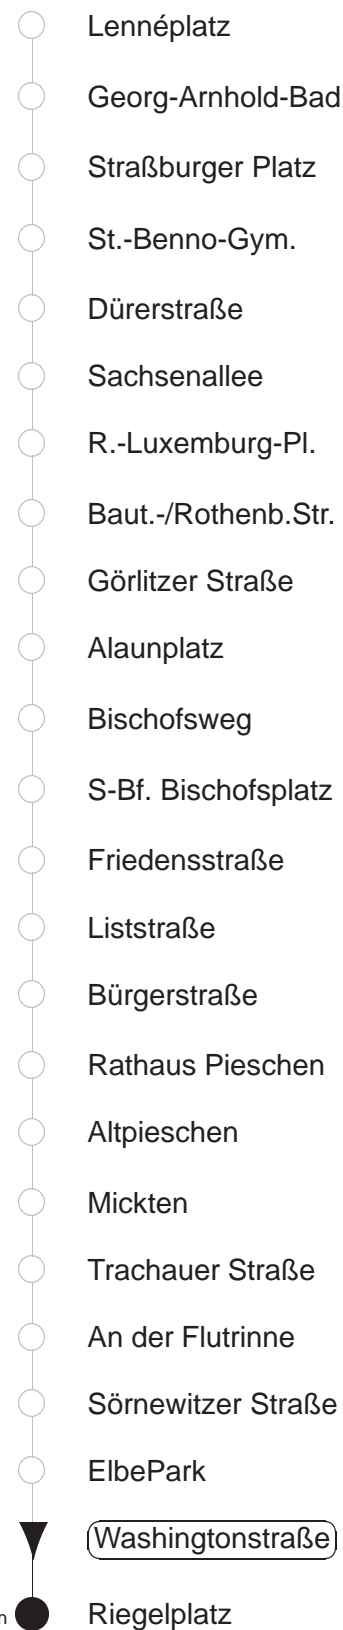 Lennéplatz
Georg-Arnhold-Bad
Straßburger Platz
St.-Benno-Gym.
Dürerstraße
Sachsenallee
R.-Luxemburg-Pl.
Baut.-/Rothenb.Str.
Görlitzer Straße
Alaunplatz
Bischofsweg
S-Bf. Bischofsplatz
Friedensstraße
Liststraße
Bürgerstraße
Rathaus Pieschen
Altpieschen
Mickten
Trachauer Straße
An der Flutrinne
Sörnewitzer Straße
ElbePark
Washingtonstraße
Riegelplatz